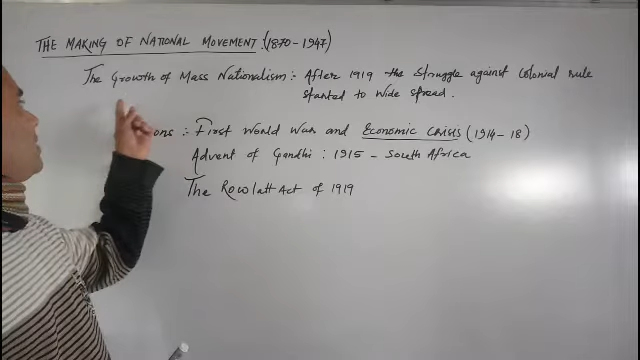 THE MAKING OF NATIONAL MOVEMENT: (1870-1947)
The Growth of Mass Nationalism:- After 1919 the struggle against colonial rule
started to wide spread.
ons :- First World War and Economic crisis (1914-18)
Advent of Gandhi : 1915 - South Africa
The Rowlatt Act of 1919